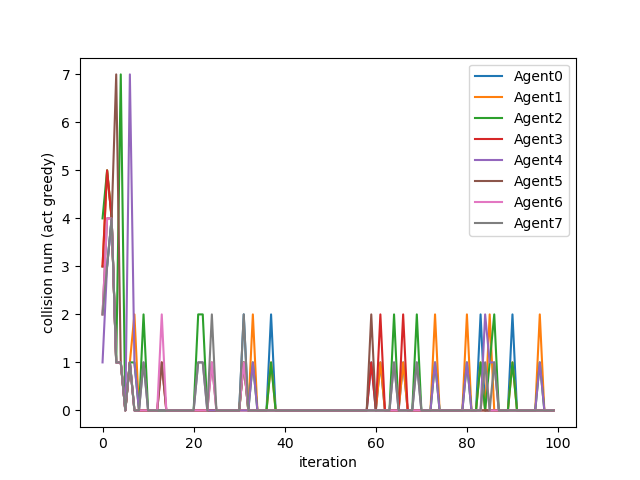 7
6
5
4
3
2
1
0
collision num (act greedy)
0 20 40 60 80 100
iteration
Agent0
Agent1
Agent2
Agent3
Agent4
Agent5
Agent6
Agent7